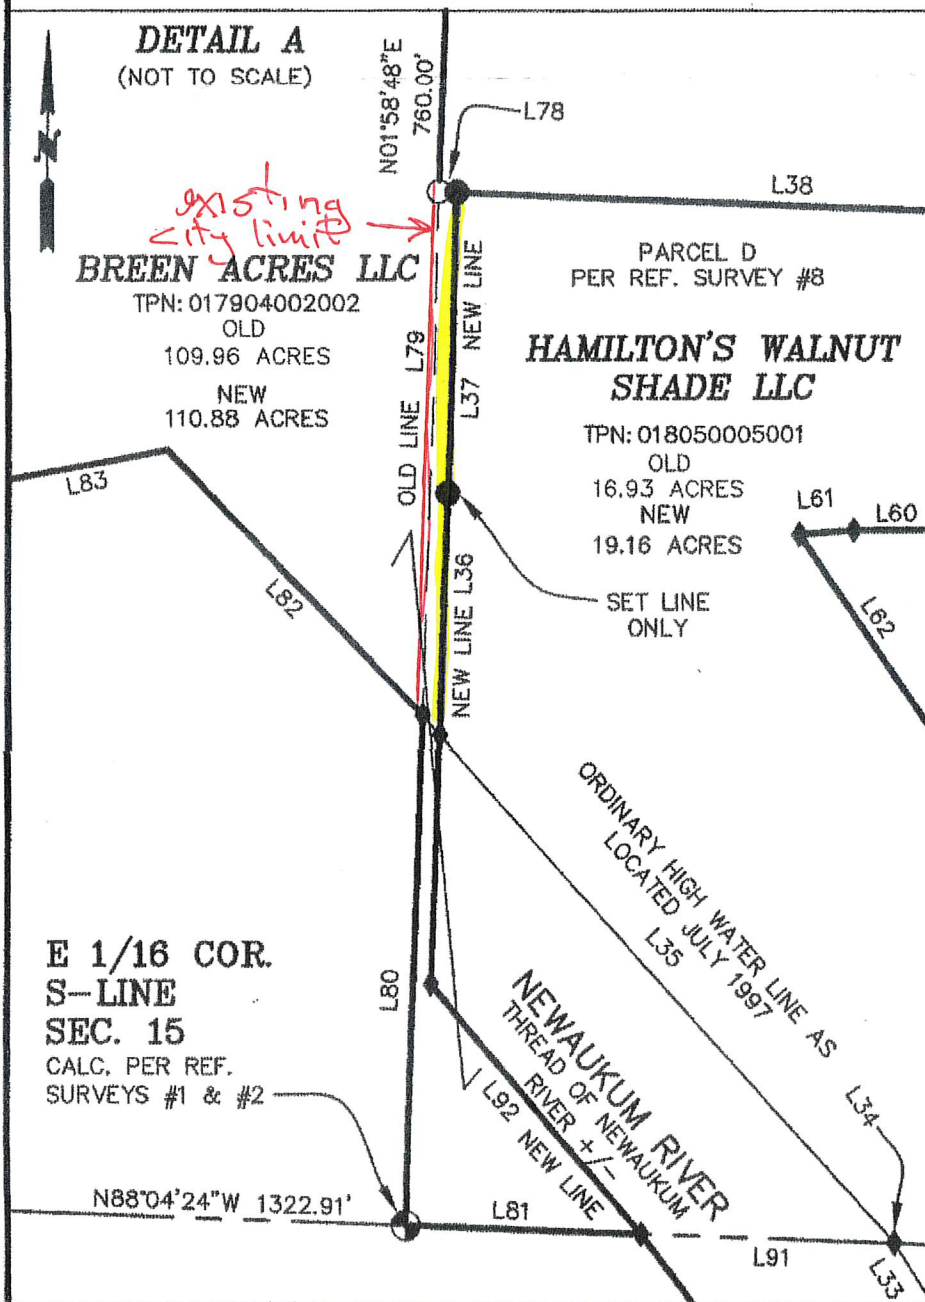 DETAIL A
(NOT TO SCALE)
N
N01°58'48"E
760.00'
L78
L38
existing
city limit
BREEN ACRES LLC
TPN: 017904002002
OLD
109.96 ACRES
NEW
110.88 ACRES
PARCEL D
PER REF. SURVEY #8
HAMILTON'S WALNUT
SHADE LLC
TPN: 018050005001
OLD
16.93 ACRES
NEW
19.16 ACRES
OLD LINE L79
L37 NEW LINE
L83
L61
L60
L82
NEW LINE L36
SET LINE
ONLY
L62
ORDINARY HIGH WATER LINE AS
LOCATED JULY 1997
L35
E 1/16 COR.
S-LINE
SEC. 15
CALC. PER REF.
SURVEYS #1 & #2
L80
NEWAUKUM RIVER
THREAD OF NEWAUKUM
RIVER +/-
L92 NEW LINE
L34
N88°04'24"W 1322.91'
L81
L91
L33